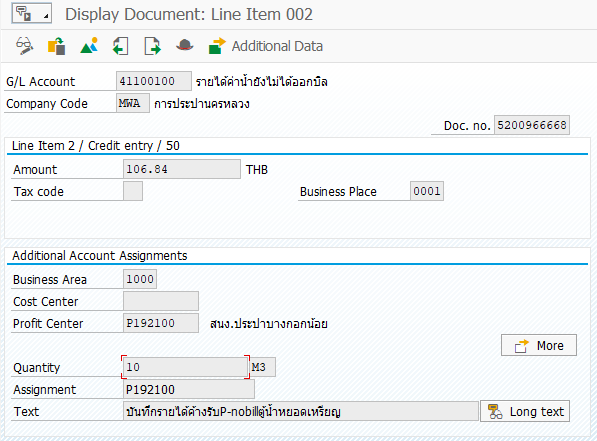 Display Document: Line Item 002
Additional Data
G/L Account 41100100 รายได้ค่าน้ำยังไม่ได้ออกบิล
Company Code MWA การประปานครหลวง
Doc. no. 5200966668
Line Item 2 / Credit entry / 50
Amount 106.84 THB
Tax code Business Place 0001
Additional Account Assignments
Business Area 1000
Cost Center
Profit Center P192100 สนง.ประปาบางกอกน้อย
More
Quantity 10 M3
Assignment P192100
Text บันทึกรายได้ค้างรับP-nobillตู้น้ำหยอดเหรียญ Long text